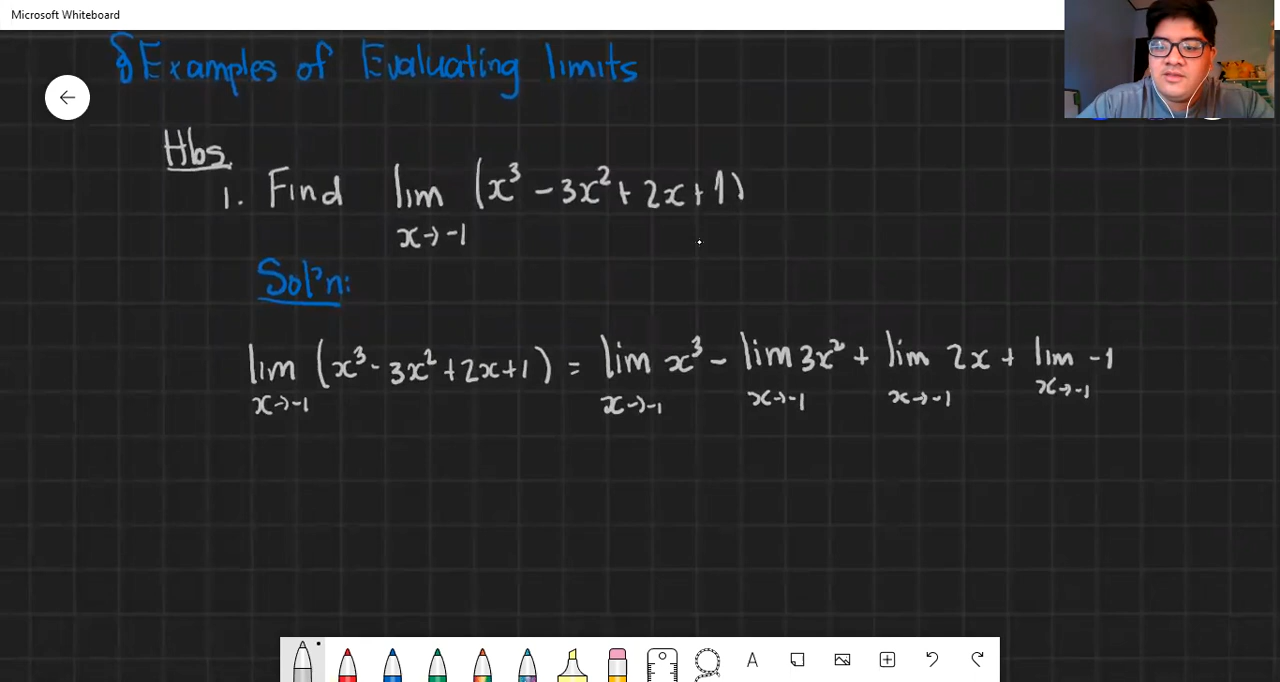 Microsoft Whiteboard
§Examples of Evaluating limits
1. Find lim (x³ - 3x² + 2x + 1)
x→-1
Sol'n:
lim (x³ - 3x² + 2x + 1) = lim x³ - lim 3x² + lim 2x + lim -1
x→-1 x→-1 x→-1 x→-1 x→-1
A